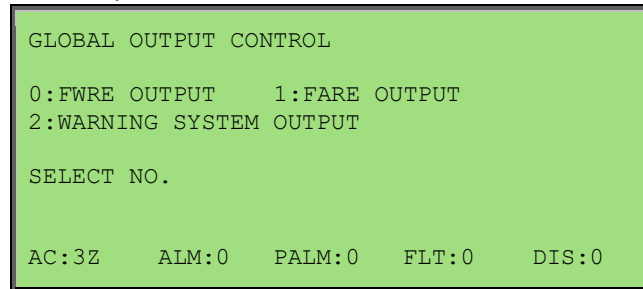 GLOBAL OUTPUT CONTROL
0:FWRE OUTPUT 1:FARE OUTPUT
2:WARNING SYSTEM OUTPUT
SELECT NO.
AC:3Z ALM:0 PALM:0 FLT:0 DIS:0